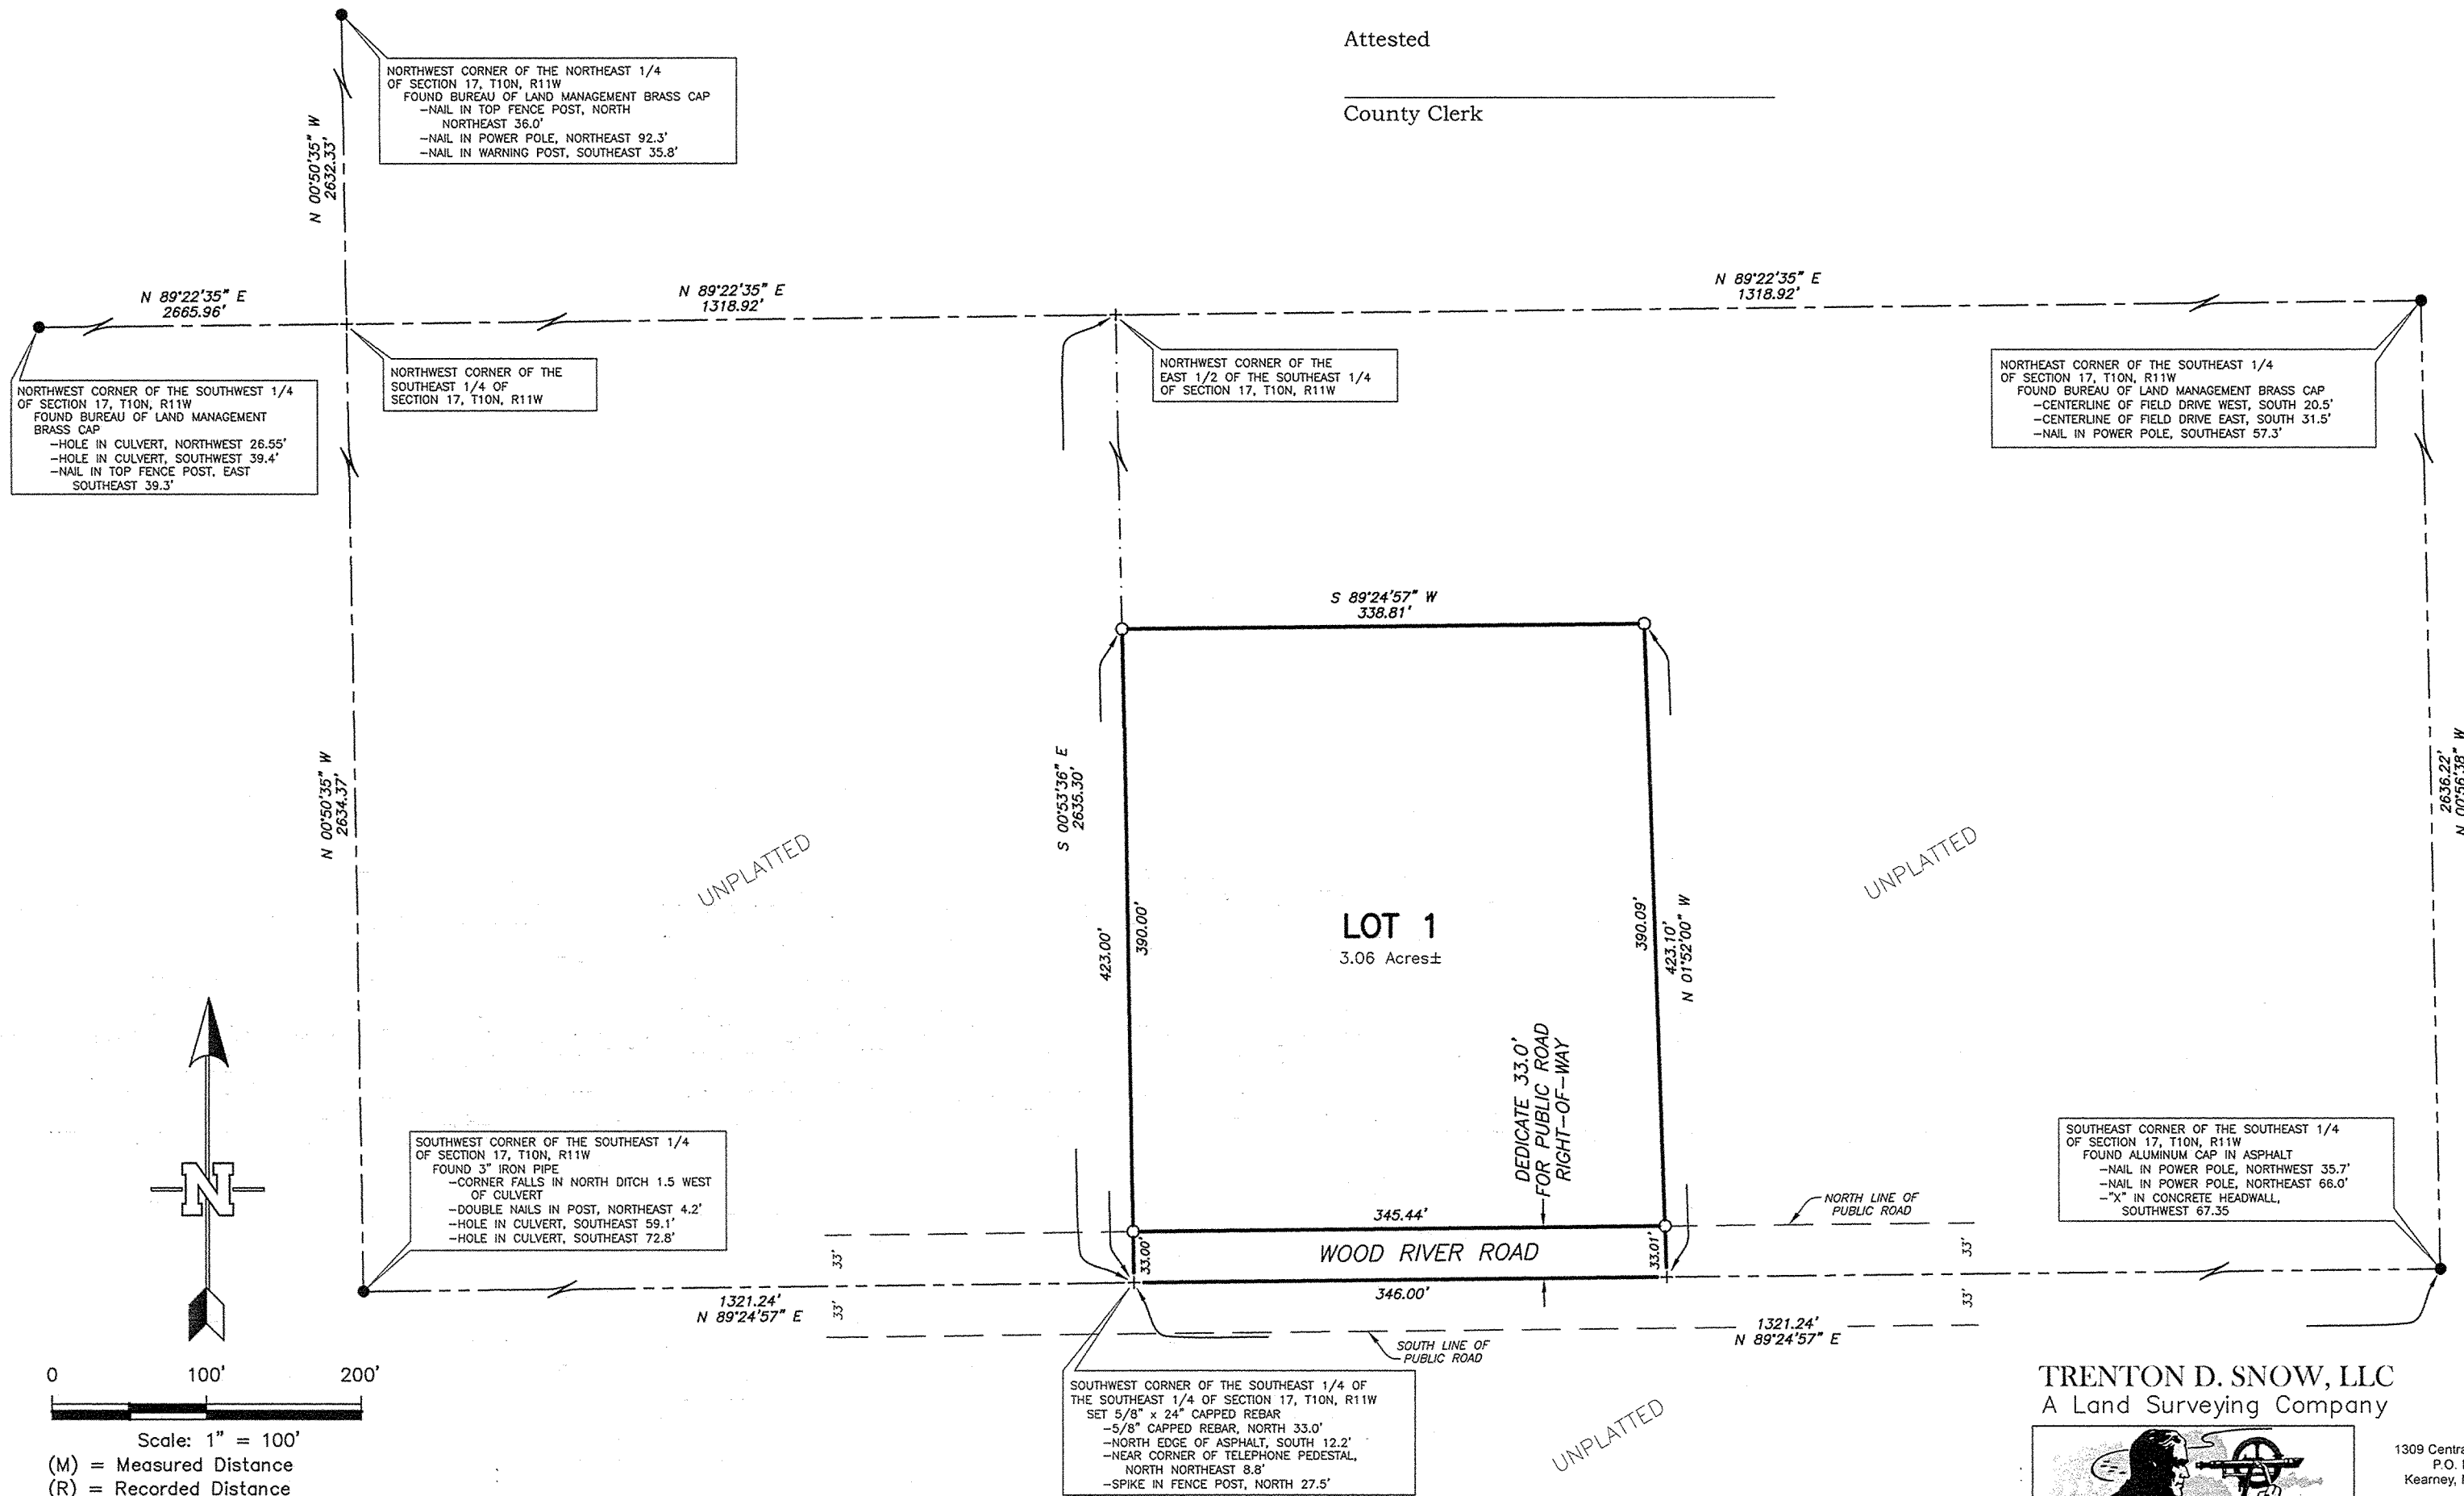 Attested
County Clerk
NORTHWEST CORNER OF THE NORTHEAST 1/4
OF SECTION 17, T10N, R11W
FOUND BUREAU OF LAND MANAGEMENT BRASS CAP
-NAIL IN TOP FENCE POST, NORTH
NORTHEAST 36.0'
-NAIL IN POWER POLE, NORTHEAST 92.3'
-NAIL IN WARNING POST, SOUTHEAST 35.8'
N 00°50'35" W
2632.33'
N 89°22'35" E
2665.96'
N 89°22'35" E
1318.92'
N 89°22'35" E
1318.92'
NORTHWEST CORNER OF THE SOUTHWEST 1/4
OF SECTION 17, T10N, R11W
FOUND BUREAU OF LAND MANAGEMENT
BRASS CAP
-HOLE IN CULVERT, NORTHWEST 26.55'
-HOLE IN CULVERT, SOUTHWEST 39.4'
-NAIL IN TOP FENCE POST, EAST
SOUTHEAST 39.3'
NORTHWEST CORNER OF THE
SOUTHEAST 1/4 OF
SECTION 17, T10N, R11W
NORTHWEST CORNER OF THE
EAST 1/2 OF THE SOUTHEAST 1/4
OF SECTION 17, T10N, R11W
NORTHEAST CORNER OF THE SOUTHEAST 1/4
OF SECTION 17, T10N, R11W
FOUND BUREAU OF LAND MANAGEMENT BRASS CAP
-CENTERLINE OF FIELD DRIVE WEST, SOUTH 20.5'
-CENTERLINE OF FIELD DRIVE EAST, SOUTH 31.5'
-NAIL IN POWER POLE, SOUTHEAST 57.3'
S 89°24'57" W
338.81'
N 00°50'35" W
2634.37'
S 00°53'36" E
2635.30'
2636.22'
N 00°56'38" W
UNPLATTED
UNPLATTED
423.00'
390.00'
LOT 1
3.06 Acres±
390.09'
423.10'
N 01°52'00" W
DEDICATE 33.0'
FOR PUBLIC ROAD
RIGHT-OF-WAY
SOUTHWEST CORNER OF THE SOUTHEAST 1/4
OF SECTION 17, T10N, R11W
FOUND 3" IRON PIPE
-CORNER FALLS IN NORTH DITCH 1.5 WEST
OF CULVERT
-DOUBLE NAILS IN POST, NORTHEAST 4.2'
-HOLE IN CULVERT, SOUTHEAST 59.1'
-HOLE IN CULVERT, SOUTHEAST 72.8'
SOUTHEAST CORNER OF THE SOUTHEAST 1/4
OF SECTION 17, T10N, R11W
FOUND ALUMINUM CAP IN ASPHALT
-NAIL IN POWER POLE, NORTHWEST 35.7'
-NAIL IN POWER POLE, NORTHEAST 66.0'
-"X" IN CONCRETE HEADWALL,
SOUTHWEST 67.35
N
NORTH LINE OF
PUBLIC ROAD
345.44'
33'
33.00'
WOOD RIVER ROAD
33.01'
33'
346.00'
1321.24'
N 89°24'57" E
33'
33'
1321.24'
N 89°24'57" E
SOUTH LINE OF
PUBLIC ROAD
SOUTHWEST CORNER OF THE SOUTHEAST 1/4 OF
THE SOUTHEAST 1/4 OF SECTION 17, T10N, R11W
SET 5/8" x 24" CAPPED REBAR
-5/8" CAPPED REBAR, NORTH 33.0'
-NORTH EDGE OF ASPHALT, SOUTH 12.2'
-NEAR CORNER OF TELEPHONE PEDESTAL,
NORTH NORTHEAST 8.8'
-SPIKE IN FENCE POST, NORTH 27.5'
UNPLATTED
0 100' 200'
Scale: 1" = 100'
(M) = Measured Distance
(R) = Recorded Distance
TRENTON D. SNOW, LLC
A Land Surveying Company
1309 Centra
P.O.
Kearney,